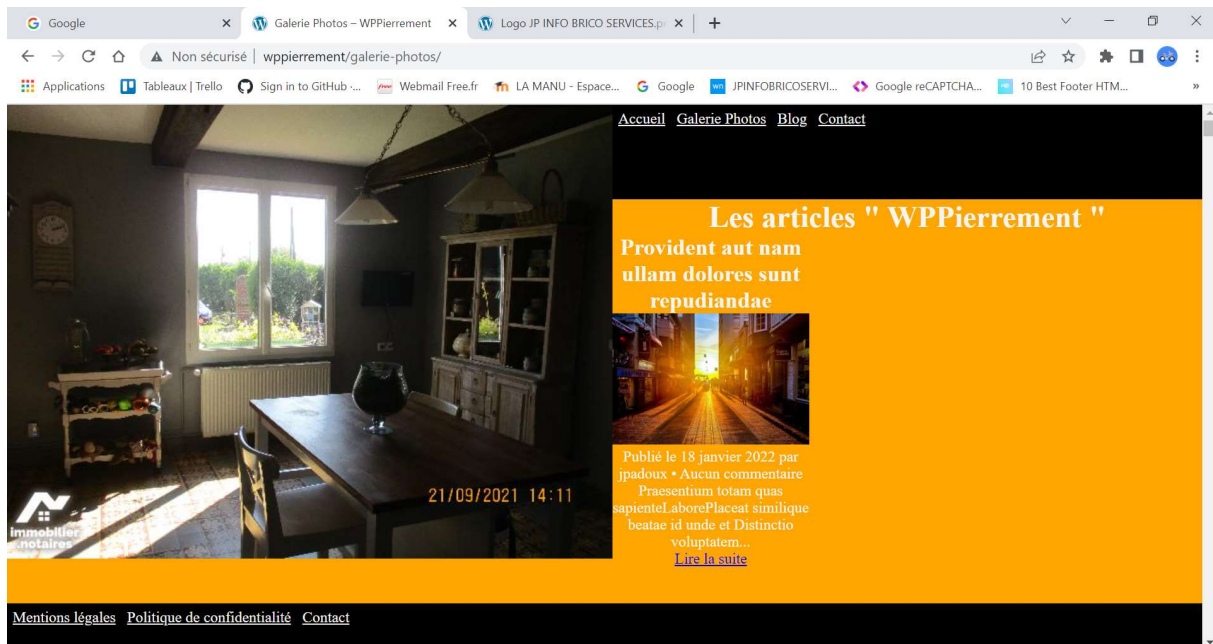 Google
Galerie Photos – WPPierrement
Logo JP INFO BRICO SERVICES.p
Non sécurisé
wppierrement/galerie-photos/
Applications
Tableaux | Trello
Sign in to GitHub ·...
free
Webmail Free.fr
LA MANU - Espace...
Google
wn
JPINFOBRICOSERVI...
Google reCAPTCHA...
10 Best Footer HTM...
»
Accueil Galerie Photos Blog Contact
Les articles " WPPierrement "
Provident aut nam
ullam dolores sunt
repudiandae
Publié le 18 janvier 2022 par
jpadoux • Aucun commentaire
Praesentium totam quas
sapienteLaborePlaceat similique
beatae id unde et Distinctio
voluptatem...
Lire la suite
21/09/2021 14:11
immobilier
.notaires
Mentions légales Politique de confidentialité Contact